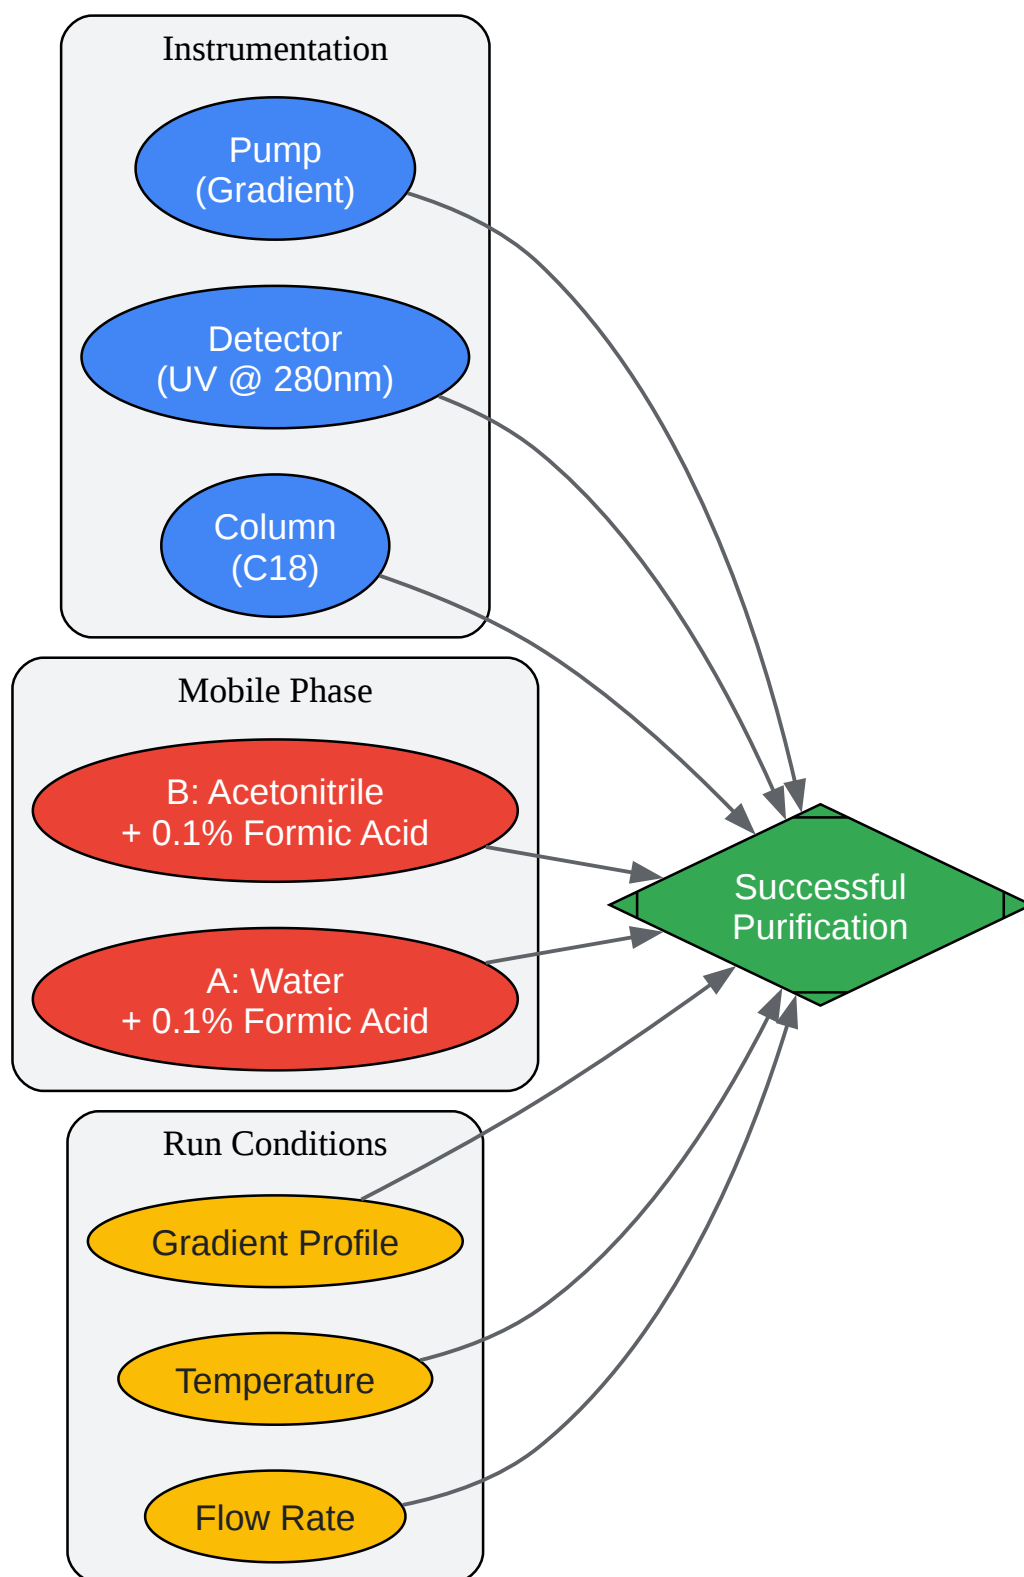 Instrumentation
Pump
(Gradient)
Detector
(UV @ 280nm)
Column
(C18)
Mobile Phase
B: Acetonitrile
+ 0.1% Formic Acid
A: Water
+ 0.1% Formic Acid
Successful
Purification
Run Conditions
Gradient Profile
Temperature
Flow Rate